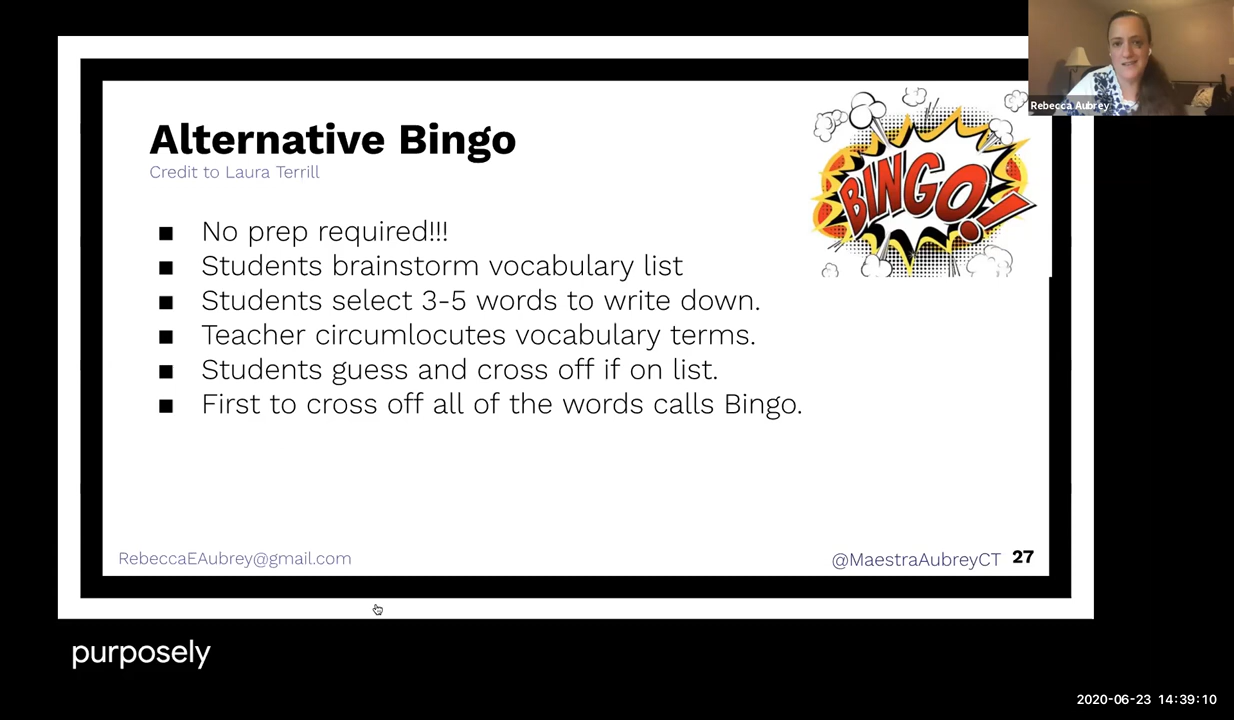 Alternative Bingo
Credit to Laura Terrill
BINGO!
Rebecca Aubrey
■ No prep required!!!
■ Students brainstorm vocabulary list
■ Students select 3-5 words to write down.
■ Teacher circumlocutes vocabulary terms.
■ Students guess and cross off if on list.
■ First to cross off all of the words calls Bingo.
RebeccaEAubrey@gmail.com
@MaestraAubreyCT 27
purposely
2020-06-23 14:39:10